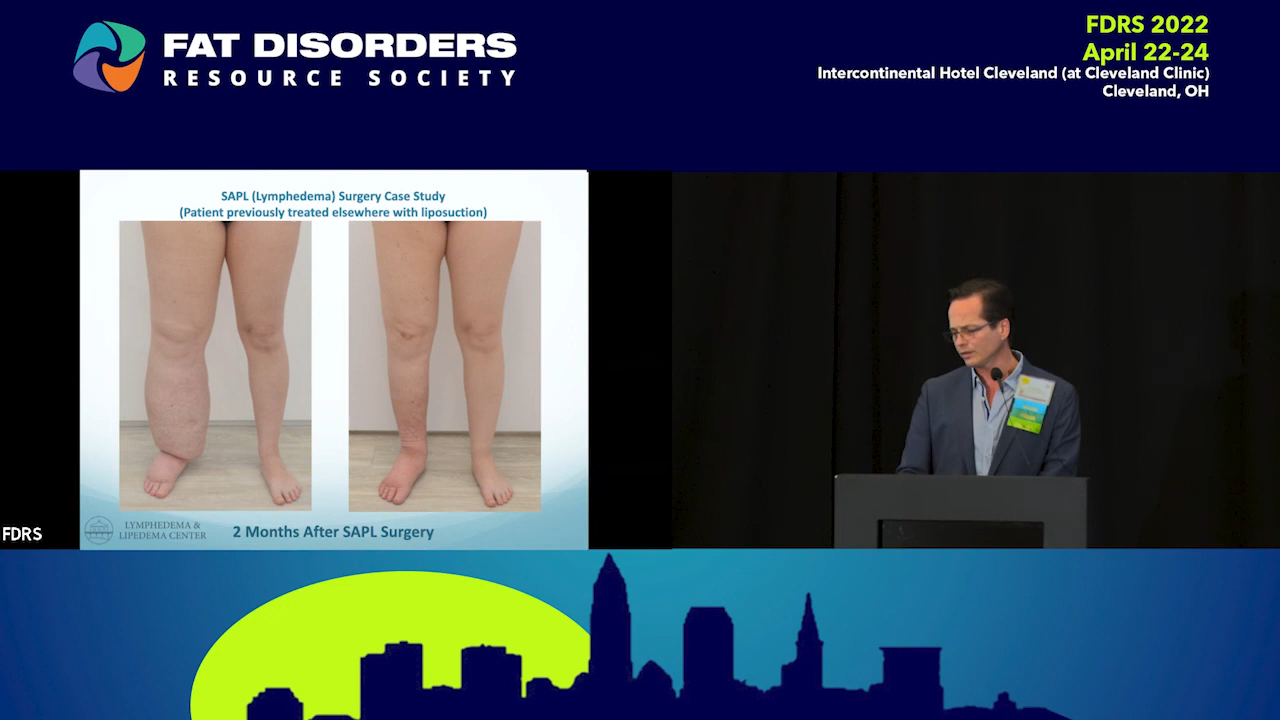 FAT DISORDERS
RESOURCE SOCIETY
FDRS 2022
April 22-24
Intercontinental Hotel Cleveland (at Cleveland Clinic)
Cleveland, OH
SAPL (Lymphedema) Surgery Case Study
(Patient previously treated elsewhere with liposuction)
LYMPHEDEMA &
LIPEDEMA CENTER
2 Months After SAPL Surgery
FDRS